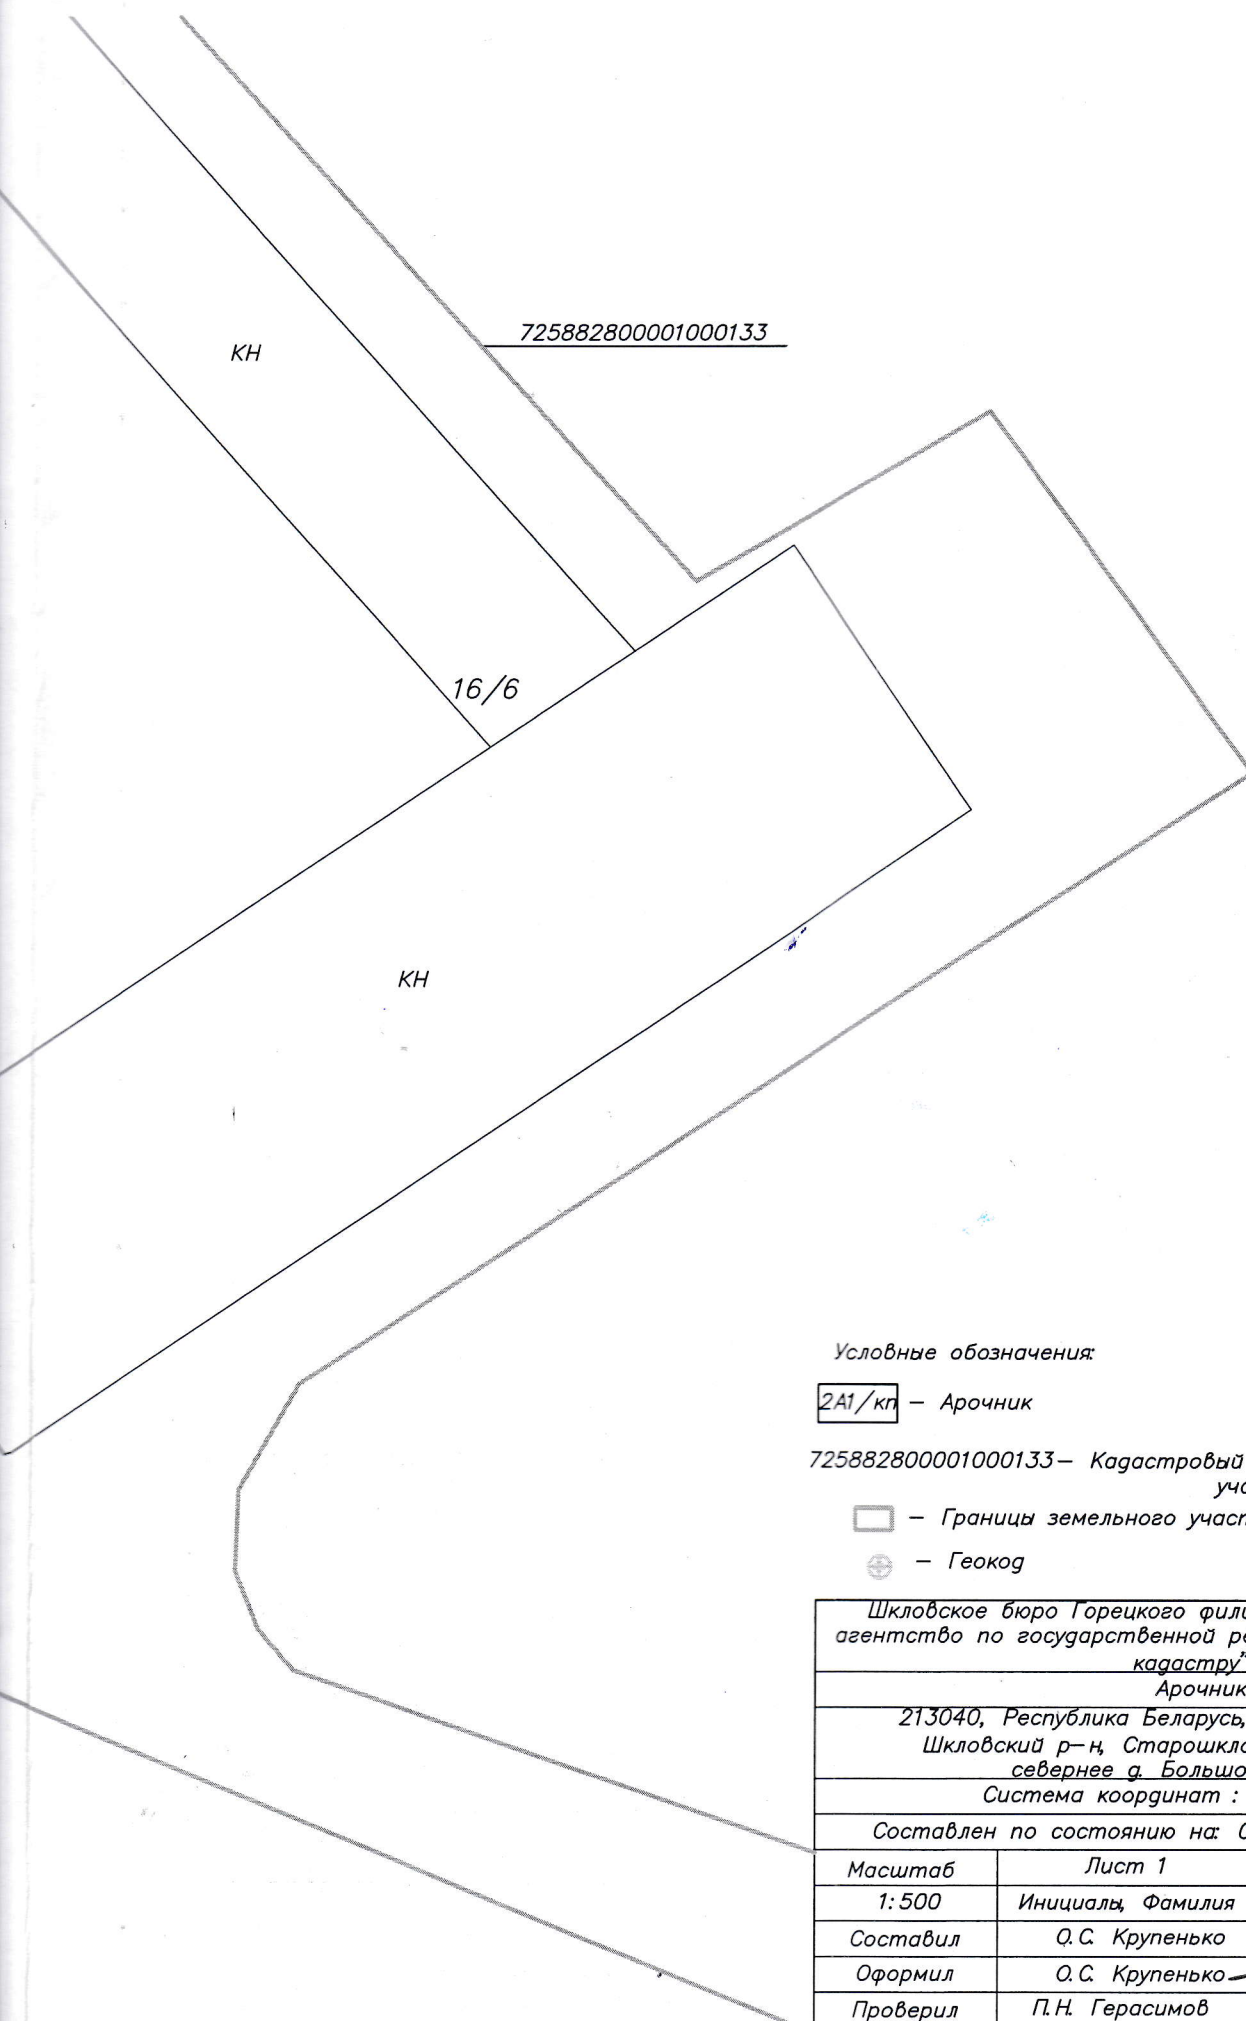 725882800001000133
КН
16/6
КН
Условные обозначения:
2А1/кп – Арочник
725882800001000133– Кадастровый
– Границы земельного
– Геокод
Шкловское бюро Горецкого
агентство по государственной
кадастру"
Арочник
213040, Республика Беларусь,
Шкловский р-н, 
севернее д.
Система координат :
Составлен по состоянию на:
Масштаб Лист 1
1:500 Инициалы, Фамилия
Составил О.С. Крупенько
Оформил О.С. Крупенько
Проверил П.Н. Герасимов